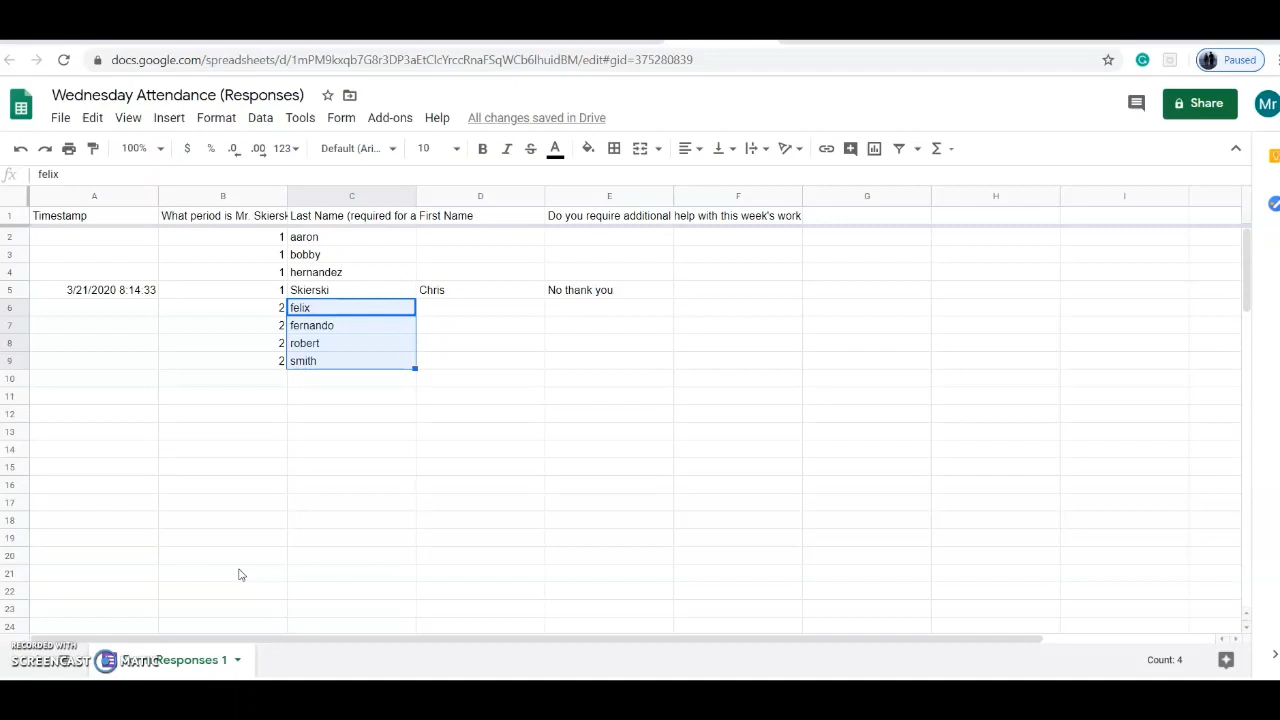 docs.google.com/spreadsheets/d/1mPM9kxqb7G8r3DP3aEtClcYrccRnaFSqWCb6lhuidBM/edit#gid=375280839
Paused
Wednesday Attendance (Responses)
File Edit View Insert Format Data Tools Form Add-ons Help All changes saved in Drive
Share
Mr
100% $ % .0 .00 123 Default (Ari... 10 B I S A Σ
fx felix
A B C D E F G H I
1 Timestamp What period is Mr. Skiersk Last Name (required for a First Name Do you require additional help with this week's work
2 1 aaron
3 1 bobby
4 1 hernandez
5 3/21/2020 8:14:33 1 Skierski Chris No thank you
6 2 felix
7 2 fernando
8 2 robert
9 2 smith
10
11
12
13
14
15
16
17
18
19
20
21
22
23
24
RECORDED WITH
SCREENCAST MATIC
Responses 1
Count: 4